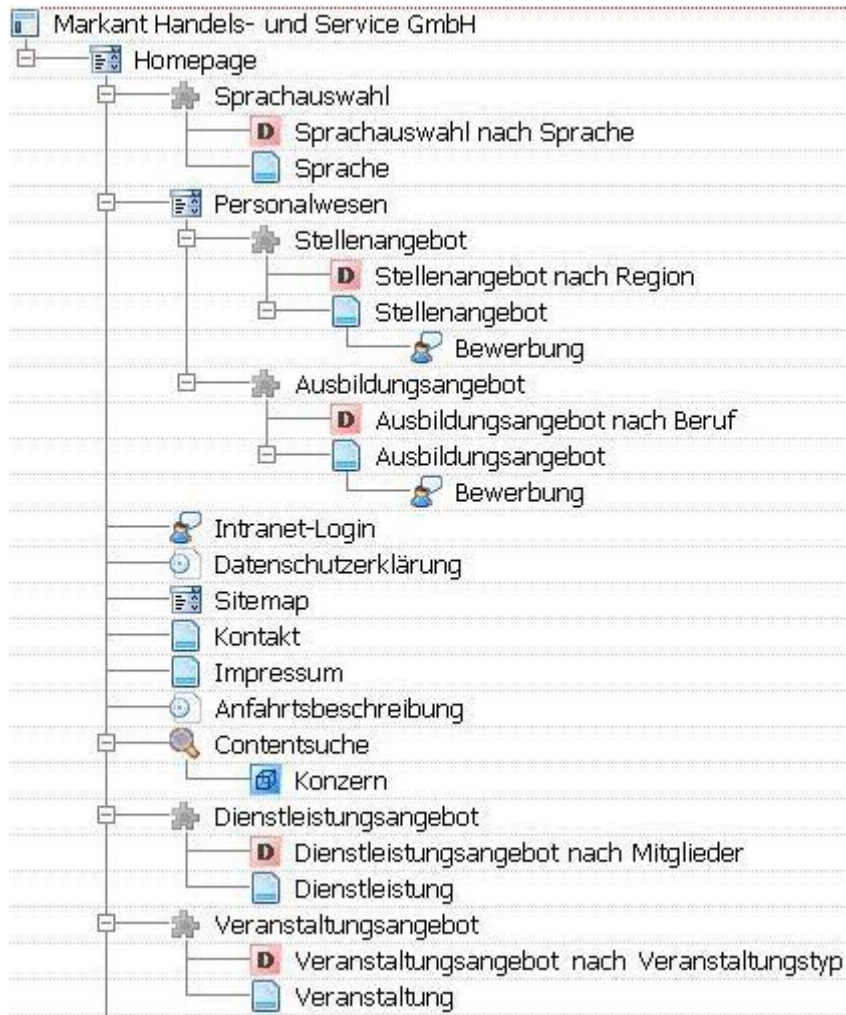 Markant Handels- und Service GmbH
Homepage
Sprachauswahl
D Sprachauswahl nach Sprache
Sprache
Personalwesen
Stellenangebot
D Stellenangebot nach Region
Stellenangebot
Bewerbung
Ausbildungsangebot
D Ausbildungsangebot nach Beruf
Ausbildungsangebot
Bewerbung
Intranet-Login
Datenschutzerklärung
Sitemap
Kontakt
Impressum
Anfahrtsbeschreibung
Contentsuche
Konzern
Dienstleistungsangebot
D Dienstleistungsangebot nach Mitglieder
Dienstleistung
Veranstaltungsangebot
D Veranstaltungsangebot nach Veranstaltungstyp
Veranstaltung